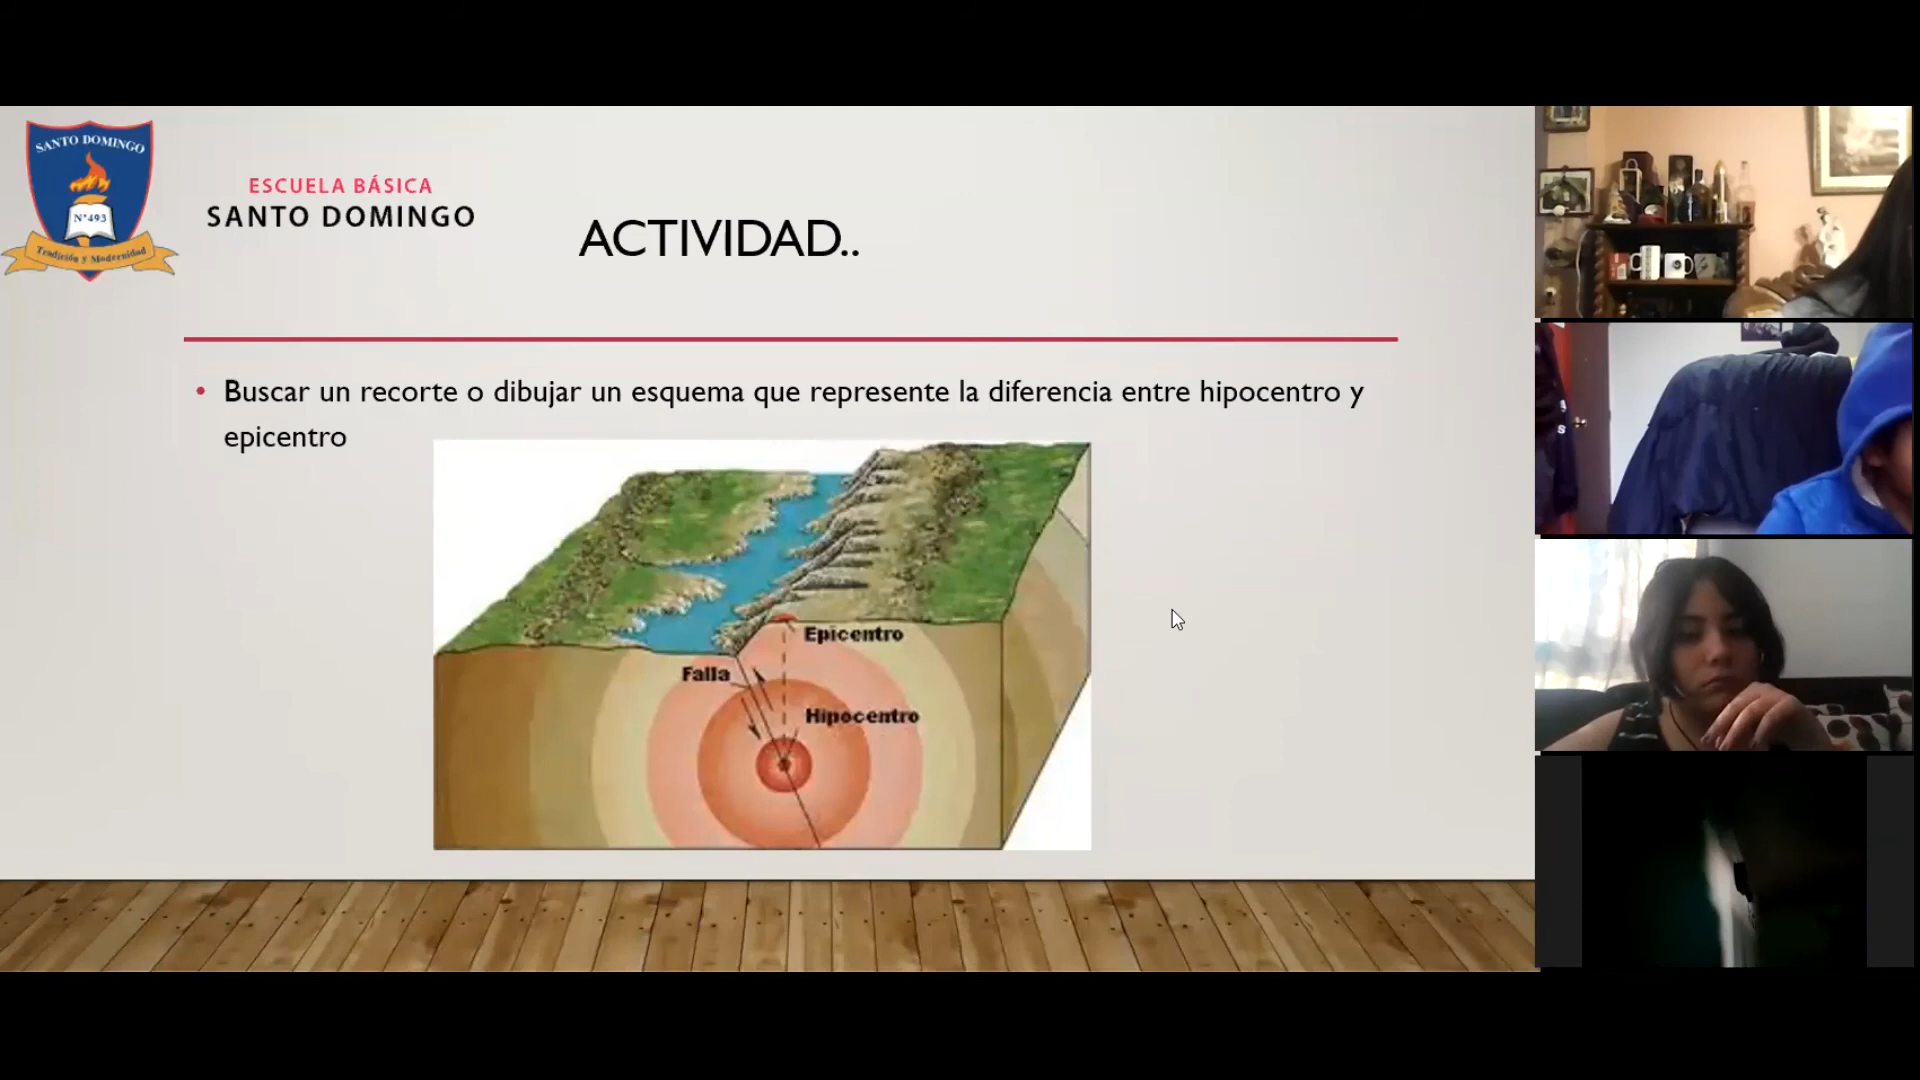 SANTO DOMINGO
N°493
Tradición y Modernidad
ESCUELA BÁSICA
SANTO DOMINGO
ACTIVIDAD..
• Buscar un recorte o dibujar un esquema que represente la diferencia entre hipocentro y
epicentro
Epicentro
Falla
Hipocentro